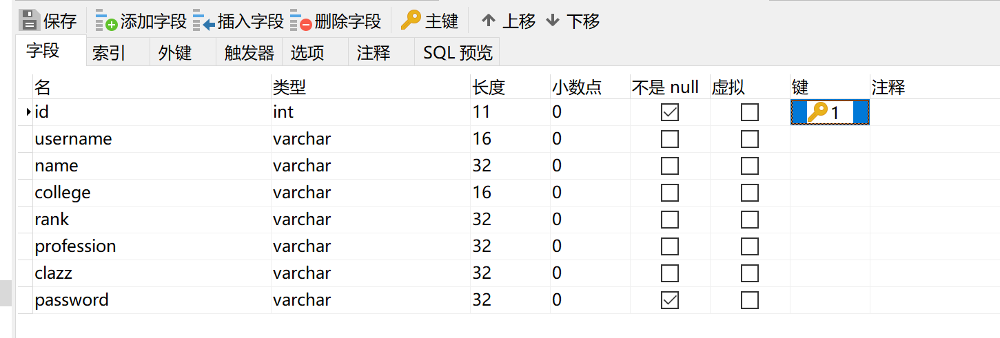 保存 添加字段 插入字段 删除字段 主键 上移 下移
字段 索引 外键 触发器 选项 注释 SQL 预览
名 类型 长度 小数点 不是 null 虚拟 键 注释
id int 11 0 1
username varchar 16 0
name varchar 32 0
college varchar 16 0
rank varchar 32 0
profession varchar 32 0
clazz varchar 32 0
password varchar 32 0